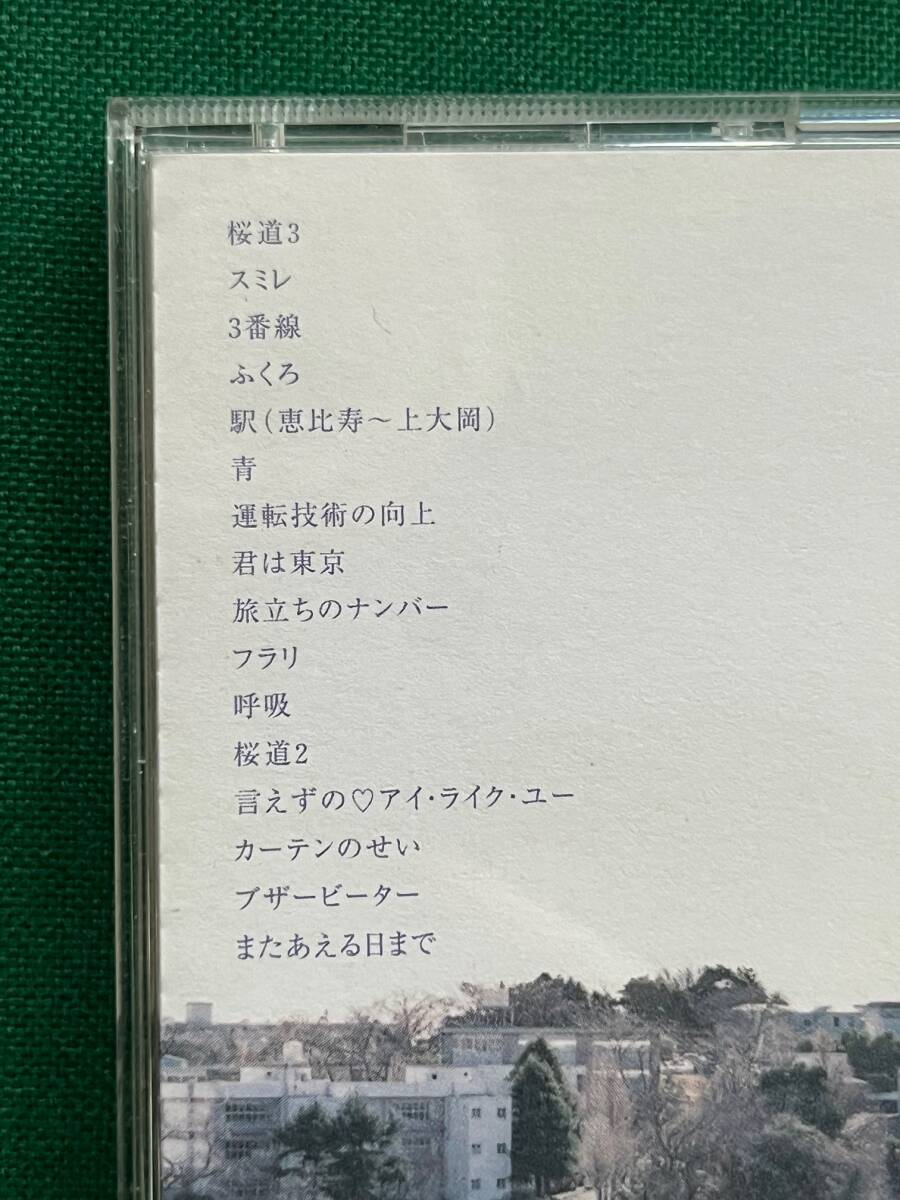 桜道3
スミレ
3番線
ふくろ
駅（恵比寿～上大岡）
青
運転技術の向上
君は東京
旅立ちのナンバー
フラリ
呼吸
桜道2
言えずの♡アイ・ライク・ユー
カーテンのせい
ブザービーター
またあえる日まで